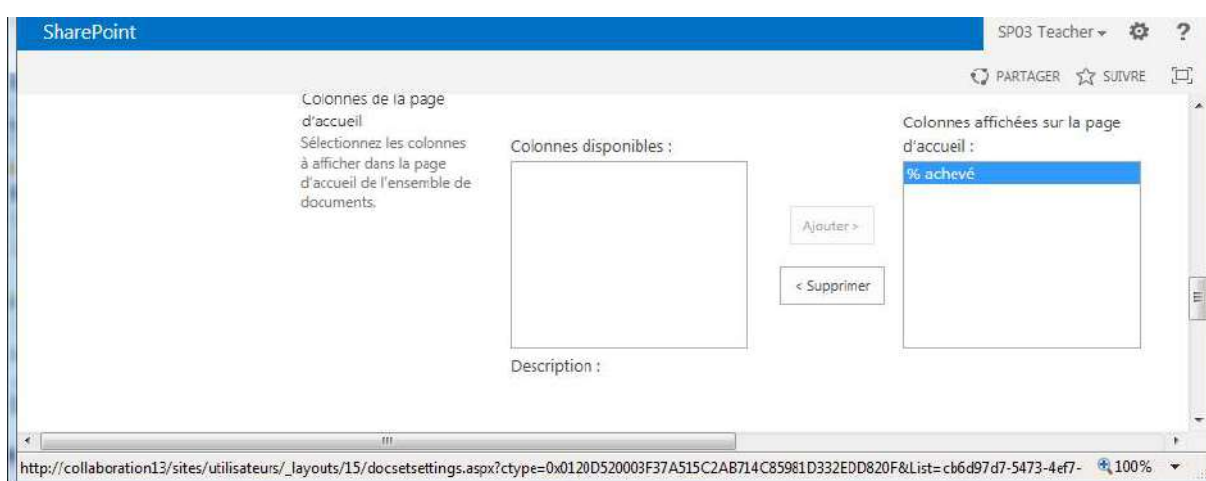 SharePoint
SP03 Teacher
?
PARTAGER
SUIVRE
Colonnes de la page
d'accueil
Sélectionnez les colonnes
à afficher dans la page
d'accueil de l'ensemble de
documents.
Colonnes disponibles :
Ajouter >
< Supprimer
Colonnes affichées sur la page
d'accueil :
% achevé
Description :
http://collaboration13/sites/utilisateurs/_layouts/15/docsetsettings.aspx?ctype=0x0120D520003F37A515C2AB714C85981D332EDD820F&List=cb6d97d7-5473-4ef7-
100%